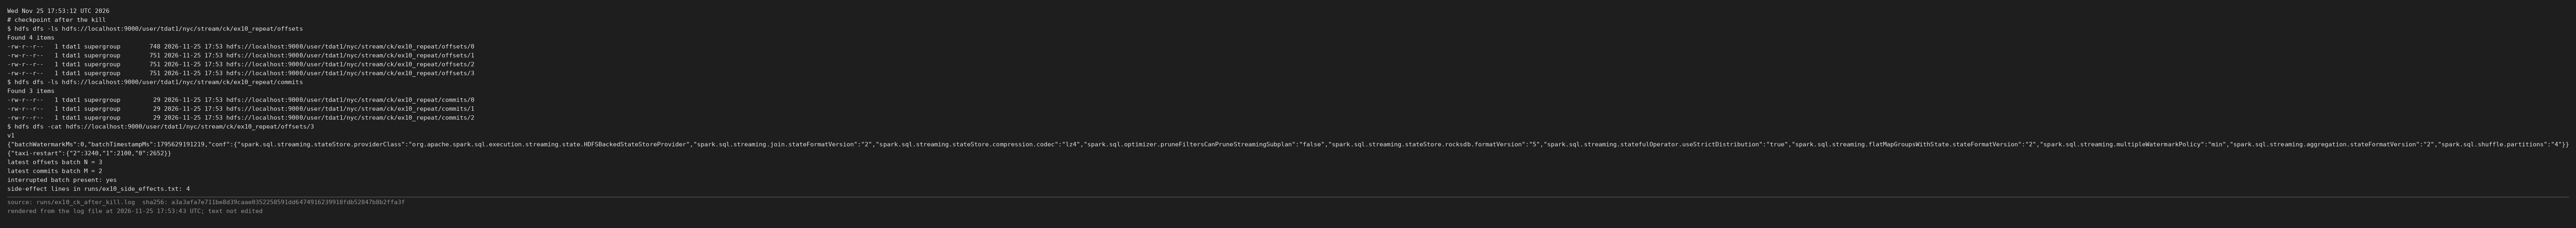 Wed Nov 25 17:53:12 UTC 2026
# checkpoint after the kill
$ hdfs dfs -ls hdfs://localhost:9000/user/tdat1/nyc/stream/ck/ex10_repeat/offsets
Found 4 items
-rw-r--r--   1 tdat1 supergroup        748 2026-11-25 17:53 hdfs://localhost:9000/user/tdat1/nyc/stream/ck/ex10_repeat/offsets/0
-rw-r--r--   1 tdat1 supergroup        751 2026-11-25 17:53 hdfs://localhost:9000/user/tdat1/nyc/stream/ck/ex10_repeat/offsets/1
-rw-r--r--   1 tdat1 supergroup        751 2026-11-25 17:53 hdfs://localhost:9000/user/tdat1/nyc/stream/ck/ex10_repeat/offsets/2
-rw-r--r--   1 tdat1 supergroup        751 2026-11-25 17:53 hdfs://localhost:9000/user/tdat1/nyc/stream/ck/ex10_repeat/offsets/3
$ hdfs dfs -ls hdfs://localhost:9000/user/tdat1/nyc/stream/ck/ex10_repeat/commits
Found 3 items
-rw-r--r--   1 tdat1 supergroup         29 2026-11-25 17:53 hdfs://localhost:9000/user/tdat1/nyc/stream/ck/ex10_repeat/commits/0
-rw-r--r--   1 tdat1 supergroup         29 2026-11-25 17:53 hdfs://localhost:9000/user/tdat1/nyc/stream/ck/ex10_repeat/commits/1
-rw-r--r--   1 tdat1 supergroup         29 2026-11-25 17:53 hdfs://localhost:9000/user/tdat1/nyc/stream/ck/ex10_repeat/commits/2
$ hdfs dfs -cat hdfs://localhost:9000/user/tdat1/nyc/stream/ck/ex10_repeat/offsets/3
v1
{"batchWatermarkMs":0,"batchTimestampMs":1795629191219,"conf":{"spark.sql.streaming.stateStore.providerClass":"org.apache.spark.sql.execution.streaming.state.HDFSBackedStateStoreProvider","spark.sql.streaming.join.stateFormatVersion":"2","spark.sql.streaming.stateStore.compression.codec":"lz4","spark.sql.optimizer.pruneFiltersCanPruneStreamingSubplan":"false","spark.sql.streaming.stateStore.rocksdb.formatVersion":"5","spark.sql.streaming.statefulOperator.useStrictDistribution":"true","spark.sql.streaming.flatMapGroupsWithState.stateFormatVersion":"2","spark.sql.streaming.multipleWatermarkPolicy":"min","spark.sql.streaming.aggregation.stateFormatVersion":"2","spark.sql.shuffle.partitions":"4"}}
{"taxi-restart":{"2":3240,"1":2100,"0":2652}}
latest offsets batch N = 3
latest commits batch M = 2
interrupted batch present: yes
side-effect lines in runs/ex10_side_effects.txt: 4
source: runs/ex10_ck_after_kill.log  sha256:
rendered from the log file at 2026-11-25 17:53:43 UTC; text not edited